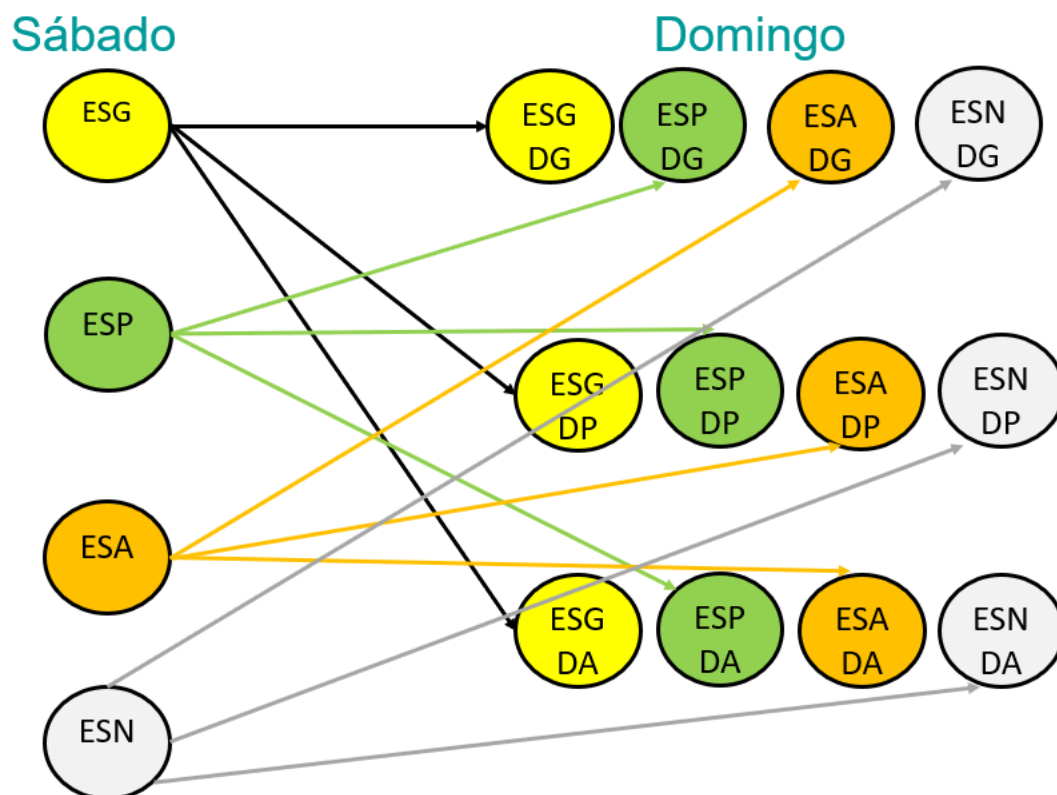 Sábado
Domingo
ESG
ESG
DG
ESP
DG
ESA
DG
ESN
DG
ESP
ESG
DP
ESP
DP
ESA
DP
ESN
DP
ESA
ESG
DA
ESP
DA
ESA
DA
ESN
DA
ESN